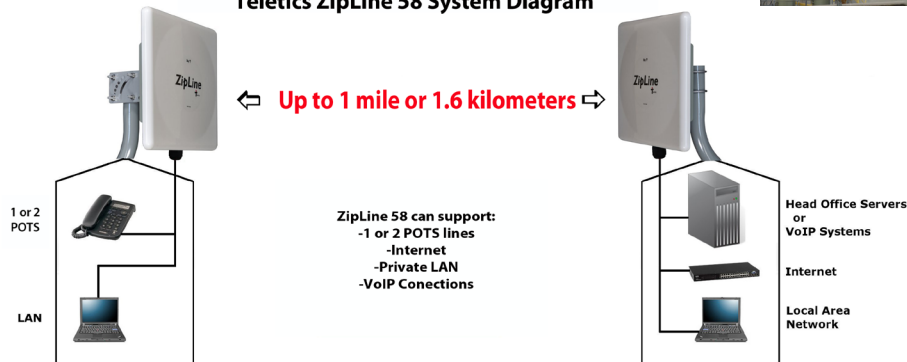 Teletics ZipLine 58 System Diagram
ZipLine
ZipLine
Up to 1 mile or 1.6 kilometers
1 or 2
POTS
LAN
ZipLine 58 can support:
-1 or 2 POTS lines
-Internet
-Private LAN
-VoIP Conections
Head Office Servers
or
VoIP Systems
Internet
Local Area
Network